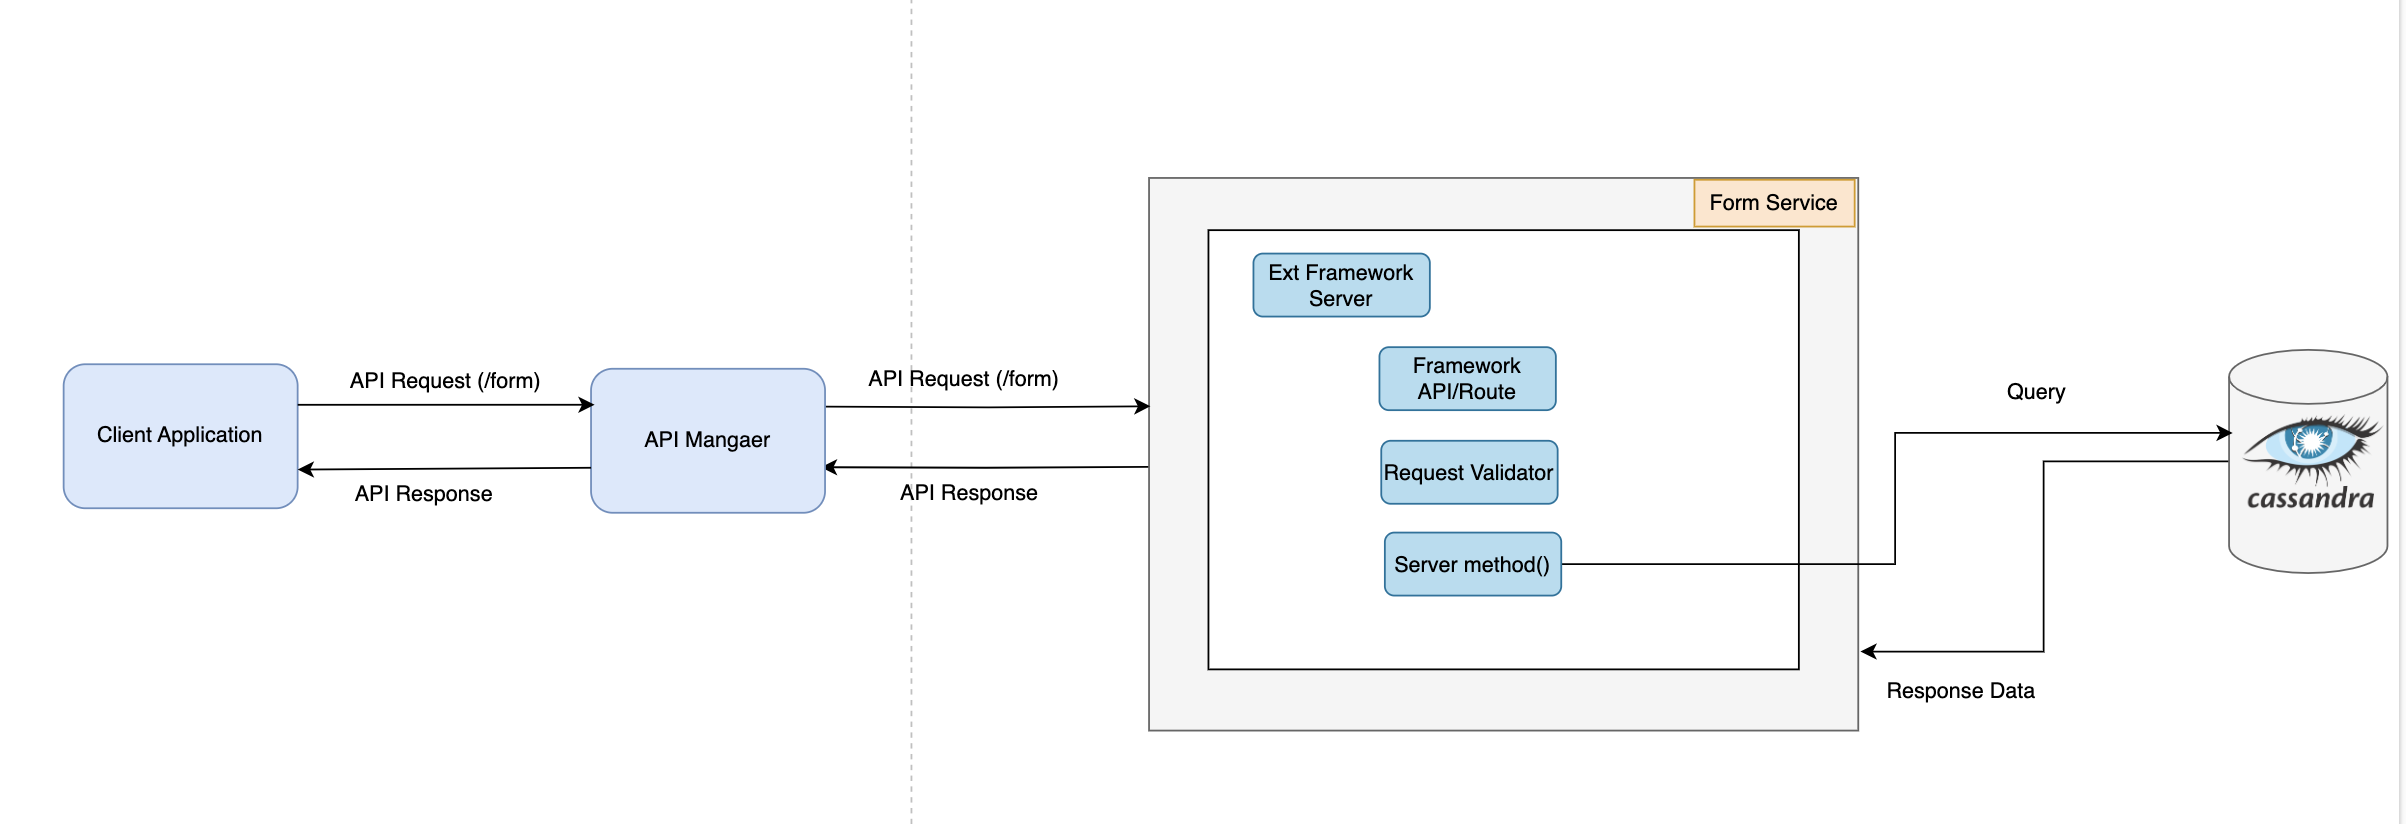 Form Service
Ext Framework
Server
Framework
API/Route
Request Validator
Server method()
Client Application
API Request (/form)
API Response
API Mangaer
API Request (/form)
API Response
Query
cassandra
Response Data